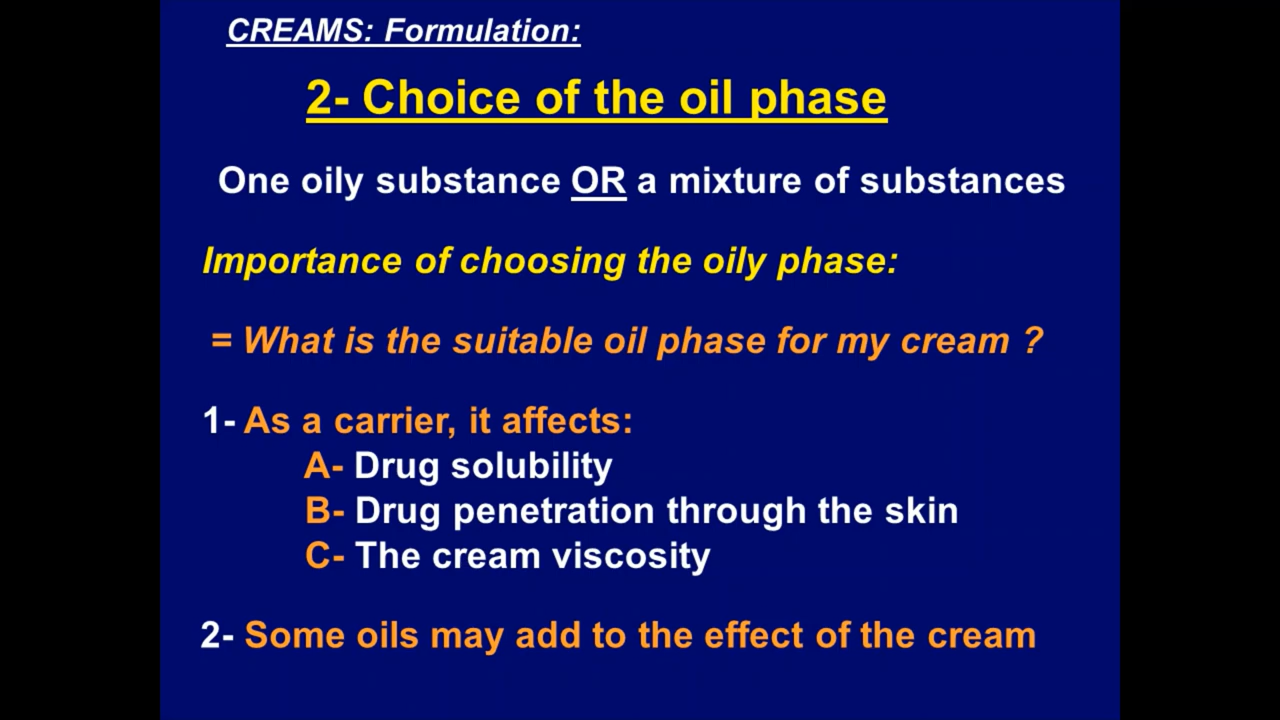 CREAMS: Formulation:
2- Choice of the oil phase
One oily substance OR a mixture of substances
Importance of choosing the oily phase:
= What is the suitable oil phase for my cream ?
1- As a carrier, it affects:
A- Drug solubility
B- Drug penetration through the skin
C- The cream viscosity
2- Some oils may add to the effect of the cream